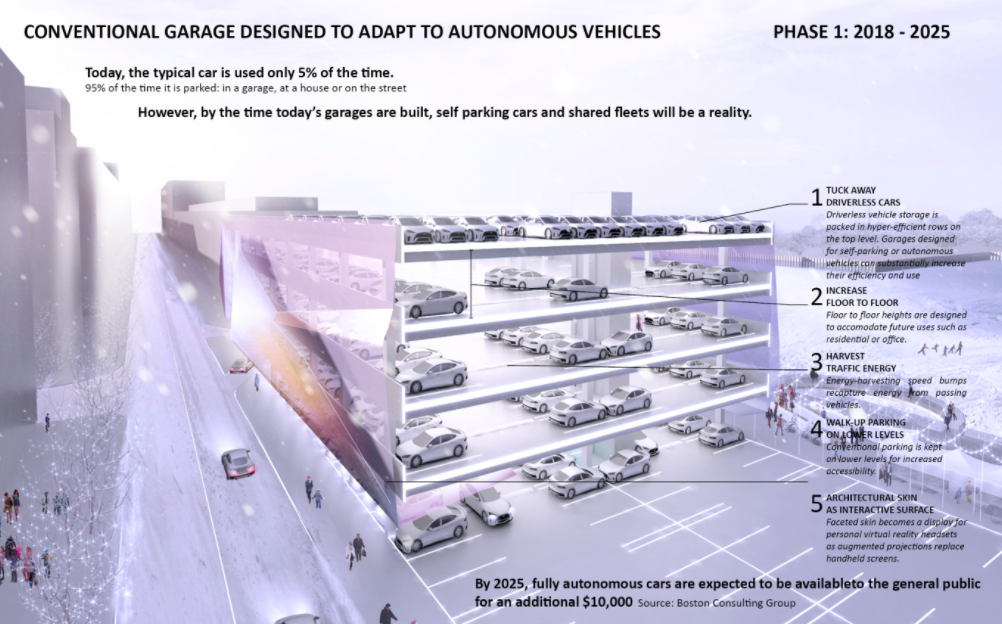 CONVENTIONAL GARAGE DESIGNED TO ADAPT TO AUTONOMOUS VEHICLES
PHASE 1: 2018 - 2025
Today, the typical car is used only 5% of the time.
95% of the time it is parked: in a garage, at a house or on the street
However, by the time today's garages are built, self parking cars and shared fleets will be a reality.
1 TUCK AWAY
DRIVERLESS CARS
Driverless vehicle storage is
packed in hyper-efficient rows on
the top level. Garages designed
for self-parking or autonomous
vehicles can substantially increase
their efficiency and use
2 INCREASE
FLOOR TO FLOOR
Floor to floor heights are designed
to accomodate future uses such as
residential or office.
3 HARVEST
TRAFFIC ENERGY
Energy-harvesting speed bumps
recapture energy from passing
vehicles.
4 WALK-UP PARKING
ON LOWER LEVELS
Conventional parking is kept
on lower levels for increased
accessibility.
5 ARCHITECTURAL SKIN
AS INTERACTIVE SURFACE
Faceted skin becomes a display for
personal virtual reality headsets
as augmented projections replace
handheld screens.
By 2025, fully autonomous cars are expected to be availableto the general public
for an additional $10,000 Source: Boston Consulting Group